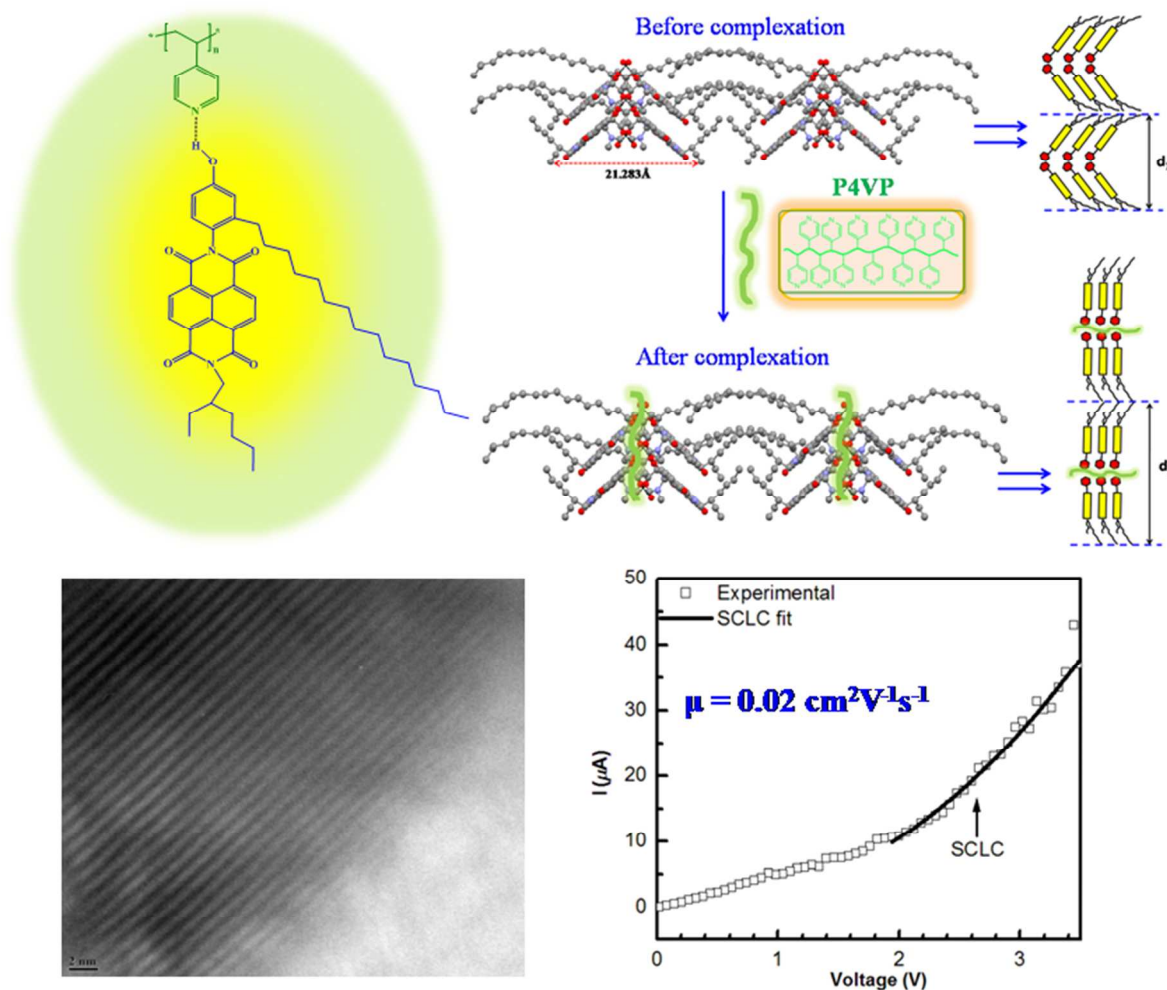 n
N
H
O
O
N
O
O
N
O
Before complexation
21.283Å
d
P4VP
N N N N N N
N N N N N N
After complexation
d
2 nm
50
40
30
20
10
0
I (µA)
Experimental
SCLC fit
µ = 0.02 cm²V⁻¹s⁻¹
SCLC
0 1 2 3
Voltage (V)